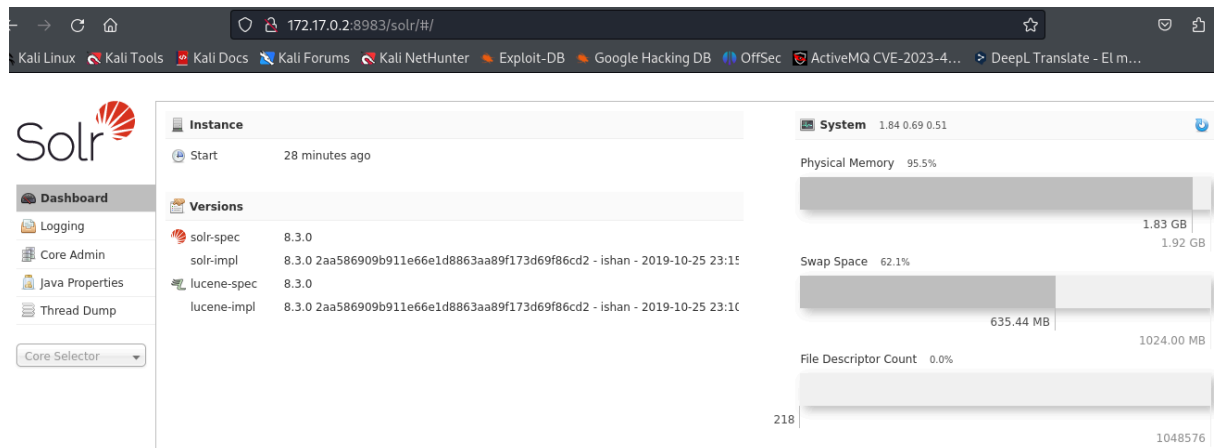 172.17.0.2:8983/solr/#/
Kali Linux Kali Tools Kali Docs Kali Forums Kali NetHunter Exploit-DB Google Hacking DB OffSec ActiveMQ CVE-2023-4... DeepL Translate - El m...
Solr
Dashboard
Logging
Core Admin
Java Properties
Thread Dump
Core Selector
Instance
Start 28 minutes ago
Versions
solr-spec 8.3.0
solr-impl 8.3.0 2aa586909b911e66e1d8863aa89f173d69f86cd2 - ishan - 2019-10-25 23:15
lucene-spec 8.3.0
lucene-impl 8.3.0 2aa586909b911e66e1d8863aa89f173d69f86cd2 - ishan - 2019-10-25 23:10
System 1.84 0.69 0.51
Physical Memory 95.5%
1.83 GB
1.92 GB
Swap Space 62.1%
635.44 MB
1024.00 MB
File Descriptor Count 0.0%
218
1048576